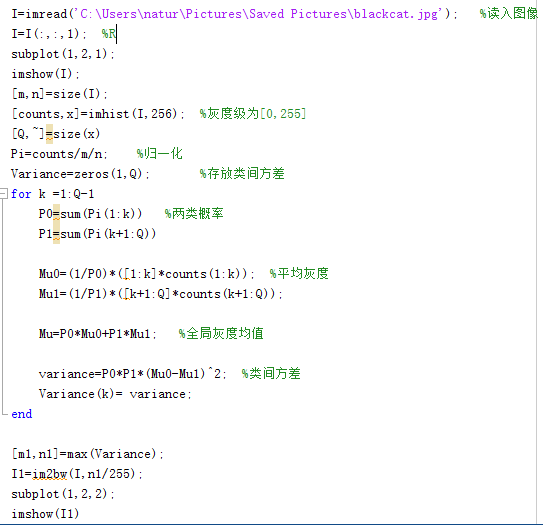 I=imread('C:\Users\natur\Pictures\Saved Pictures\blackcat.jpg');   %读入图像
I=I(:,:,1);  %R
subplot(1,2,1);
imshow(I);
[m,n]=size(I);
[counts,x]=imhist(I,256);  %灰度级为[0,255]
[Q,~]=size(x)
Pi=counts/m/n;    %归一化
Variance=zeros(1,Q);       %存放类间方差
for k =1:Q-1
    P0=sum(Pi(1:k))   %两类概率
    P1=sum(Pi(k+1:Q))
    Mu0=(1/P0)*([1:k]*counts(1:k));  %平均灰度
    Mu1=(1/P1)*([k+1:Q]*counts(k+1:Q));
    Mu=P0*Mu0+P1*Mu1;   %全局灰度均值
    variance=P0*P1*(Mu0-Mu1)^2;  %类间方差
    Variance(k)= variance;
end
[m1,n1]=max(Variance);
I1=im2bw(I,n1/255);
subplot(1,2,2);
imshow(I1)